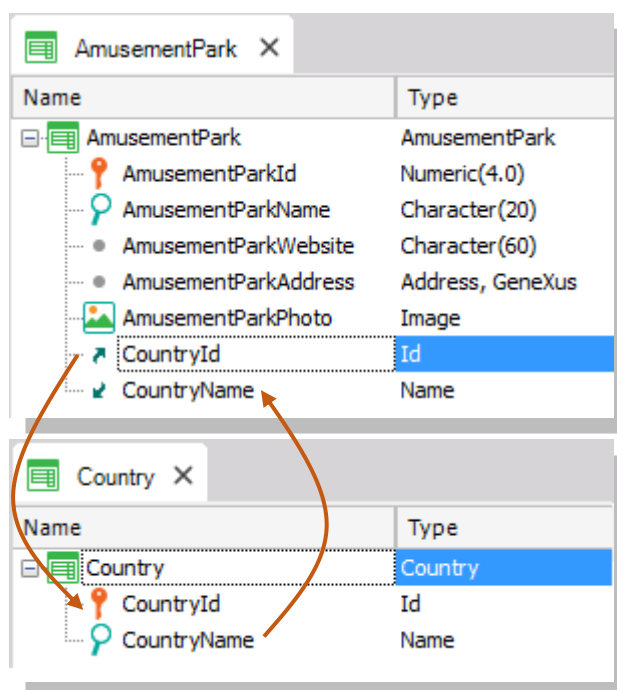 AmusementPark
Name Type
AmusementPark AmusementPark
AmusementParkId Numeric(4.0)
AmusementParkName Character(20)
AmusementParkWebsite Character(60)
AmusementParkAddress Address, GeneXus
AmusementParkPhoto Image
CountryId Id
CountryName Name
Country
Name Type
Country Country
CountryId Id
CountryName Name